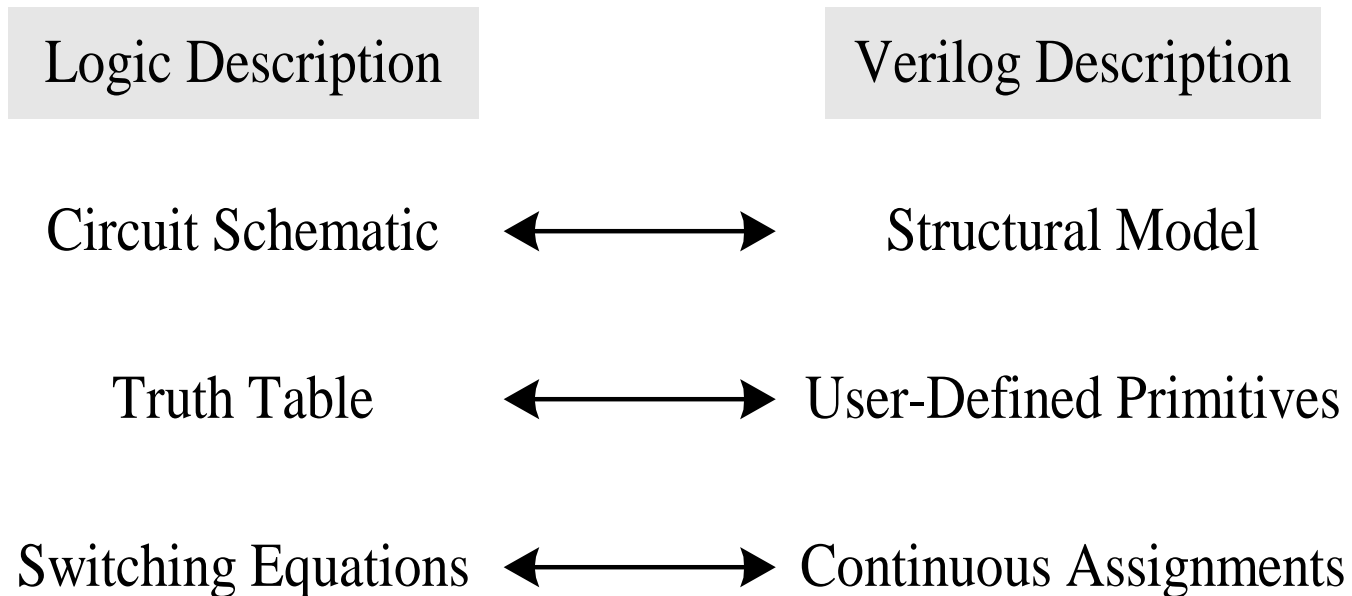 Logic Description Verilog Description
Circuit Schematic Structural Model
Truth Table User-Defined Primitives
Switching Equations Continuous Assignments